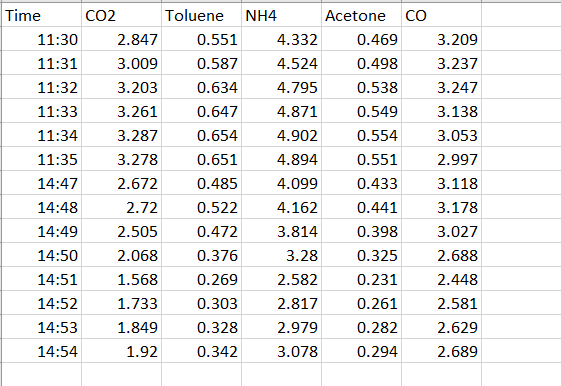 Time CO2 Toluene NH4 Acetone CO
11:30 2.847 0.551 4.332 0.469 3.209
11:31 3.009 0.587 4.524 0.498 3.237
11:32 3.203 0.634 4.795 0.538 3.247
11:33 3.261 0.647 4.871 0.549 3.138
11:34 3.287 0.654 4.902 0.554 3.053
11:35 3.278 0.651 4.894 0.551 2.997
14:47 2.672 0.485 4.099 0.433 3.118
14:48 2.72 0.522 4.162 0.441 3.178
14:49 2.505 0.472 3.814 0.398 3.027
14:50 2.068 0.376 3.28 0.325 2.688
14:51 1.568 0.269 2.582 0.231 2.448
14:52 1.733 0.303 2.817 0.261 2.581
14:53 1.849 0.328 2.979 0.282 2.629
14:54 1.92 0.342 3.078 0.294 2.689